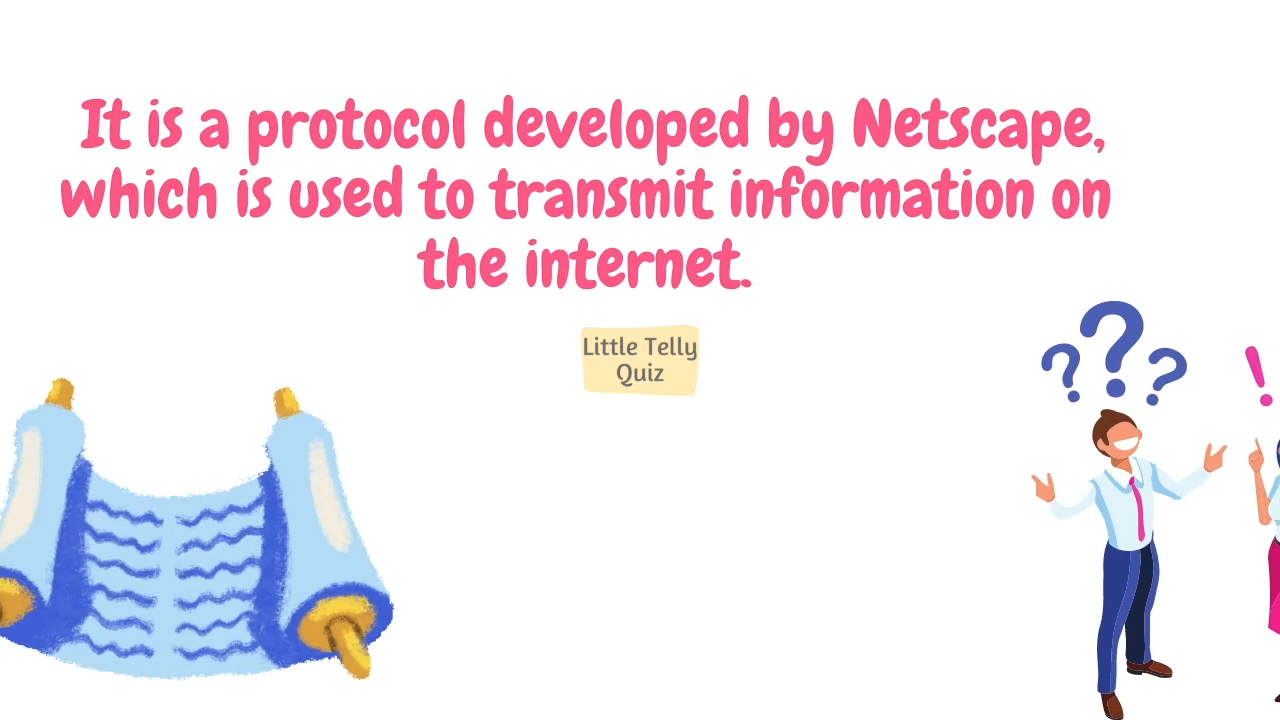 It is a protocol developed by Netscape,
which is used to transmit information on
the internet.
Little Telly
Quiz